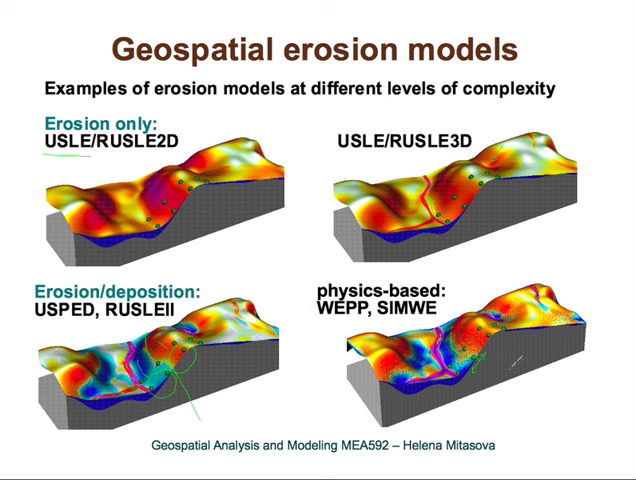 Geospatial erosion models
Examples of erosion models at different levels of complexity
Erosion only:
USLE/RUSLE2D
USLE/RUSLE3D
Erosion/deposition:
USPED, RUSLEII
physics-based:
WEPP, SIMWE
Geospatial Analysis and Modeling MEA592 – Helena Mitasova